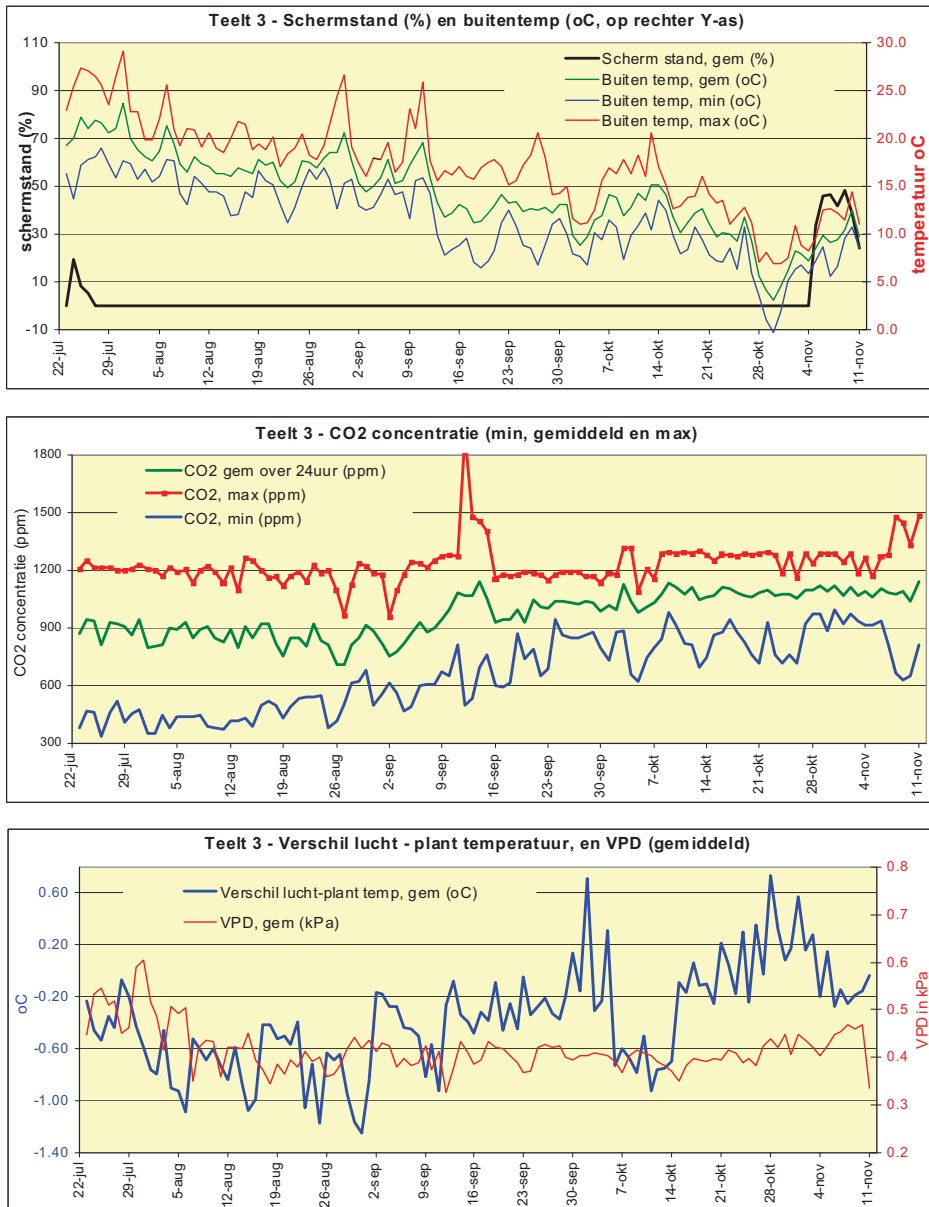 Teelt 3 - Schermstand (%) en buitentemp (oC, op rechter Y-as)
110
90
70
50
30
10
-10
schermstand (%)
30.0
25.0
20.0
15.0
10.0
5.0
0.0
temperatuur oC
Scherm stand, gem (%)
Buiten temp, gem (oC)
Buiten temp, min (oC)
Buiten temp, max (oC)
22-jul
29-jul
5-aug
12-aug
19-aug
26-aug
2-sep
9-sep
16-sep
23-sep
30-sep
7-okt
14-okt
21-okt
28-okt
4-nov
11-nov
Teelt 3 - CO2 concentratie (min, gemiddeld en max)
1800
1500
1200
900
600
300
CO2 concentratie (ppm)
CO2 gem over 24uur (ppm)
CO2, max (ppm)
CO2, min (ppm)
22-jul
29-jul
5-aug
12-aug
19-aug
26-aug
2-sep
9-sep
16-sep
23-sep
30-sep
7-okt
14-okt
21-okt
28-okt
4-nov
11-nov
Teelt 3 - Verschil lucht - plant temperatuur, en VPD (gemiddeld)
0.60
0.20
-0.20
-0.60
-1.00
-1.40
oC
0.8
0.7
0.6
0.5
0.4
0.3
0.2
VPD in kPa
Verschil lucht-plant temp, gem (oC)
VPD, gem (kPa)
22-jul
29-jul
5-aug
12-aug
19-aug
26-aug
2-sep
9-sep
16-sep
23-sep
30-sep
7-okt
14-okt
21-okt
28-okt
4-nov
11-nov